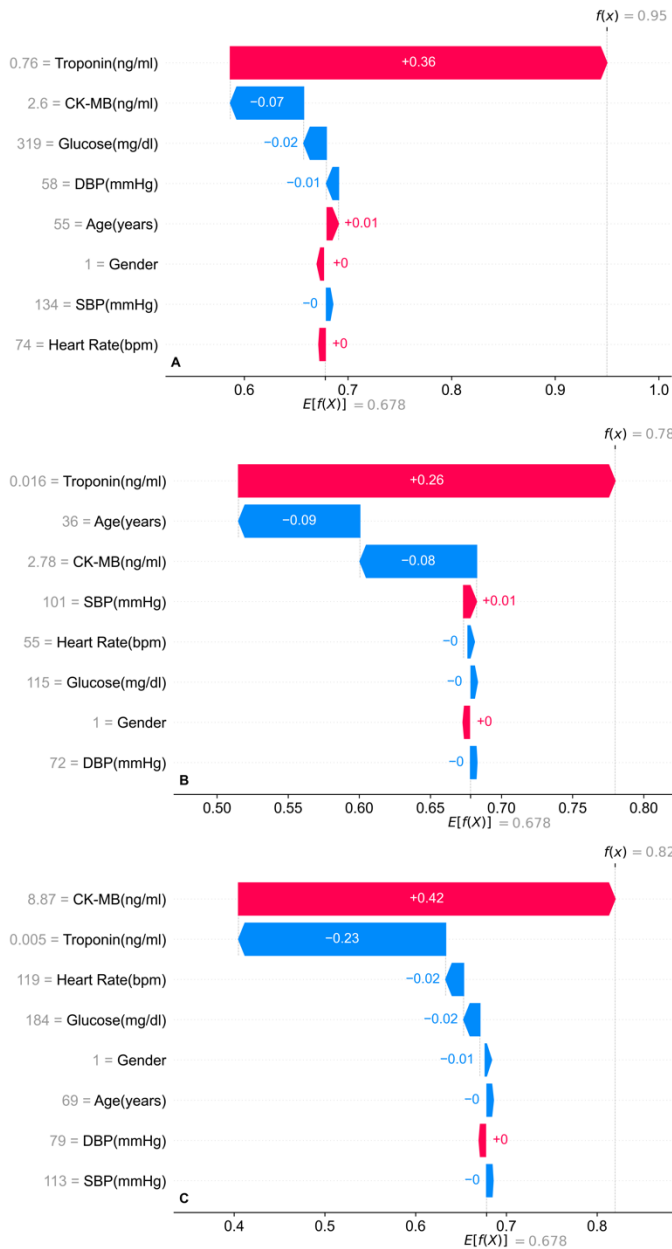 f(x) = 0.95
0.76 = Troponin(ng/ml) +0.36
2.6 = CK-MB(ng/ml) −0.07
319 = Glucose(mg/dl) −0.02
58 = DBP(mmHg) −0.01
55 = Age(years) +0.01
1 = Gender +0
134 = SBP(mmHg) −0
74 = Heart Rate(bpm) +0
A
0.6 0.7 0.8 0.9 1.0
E[f(X)] = 0.678
f(x) = 0.78
0.016 = Troponin(ng/ml) +0.26
36 = Age(years) −0.09
2.78 = CK-MB(ng/ml) −0.08
101 = SBP(mmHg) +0.01
55 = Heart Rate(bpm) −0
115 = Glucose(mg/dl) −0
1 = Gender +0
72 = DBP(mmHg) −0
B
0.50 0.55 0.60 0.65 0.70 0.75 0.80
E[f(X)] = 0.678
f(x) = 0.82
8.87 = CK-MB(ng/ml) +0.42
0.005 = Troponin(ng/ml) −0.23
119 = Heart Rate(bpm) −0.02
184 = Glucose(mg/dl) −0.02
1 = Gender −0.01
69 = Age(years) −0
79 = DBP(mmHg) +0
113 = SBP(mmHg) −0
C
0.4 0.5 0.6 0.7 0.8
E[f(X)] = 0.678